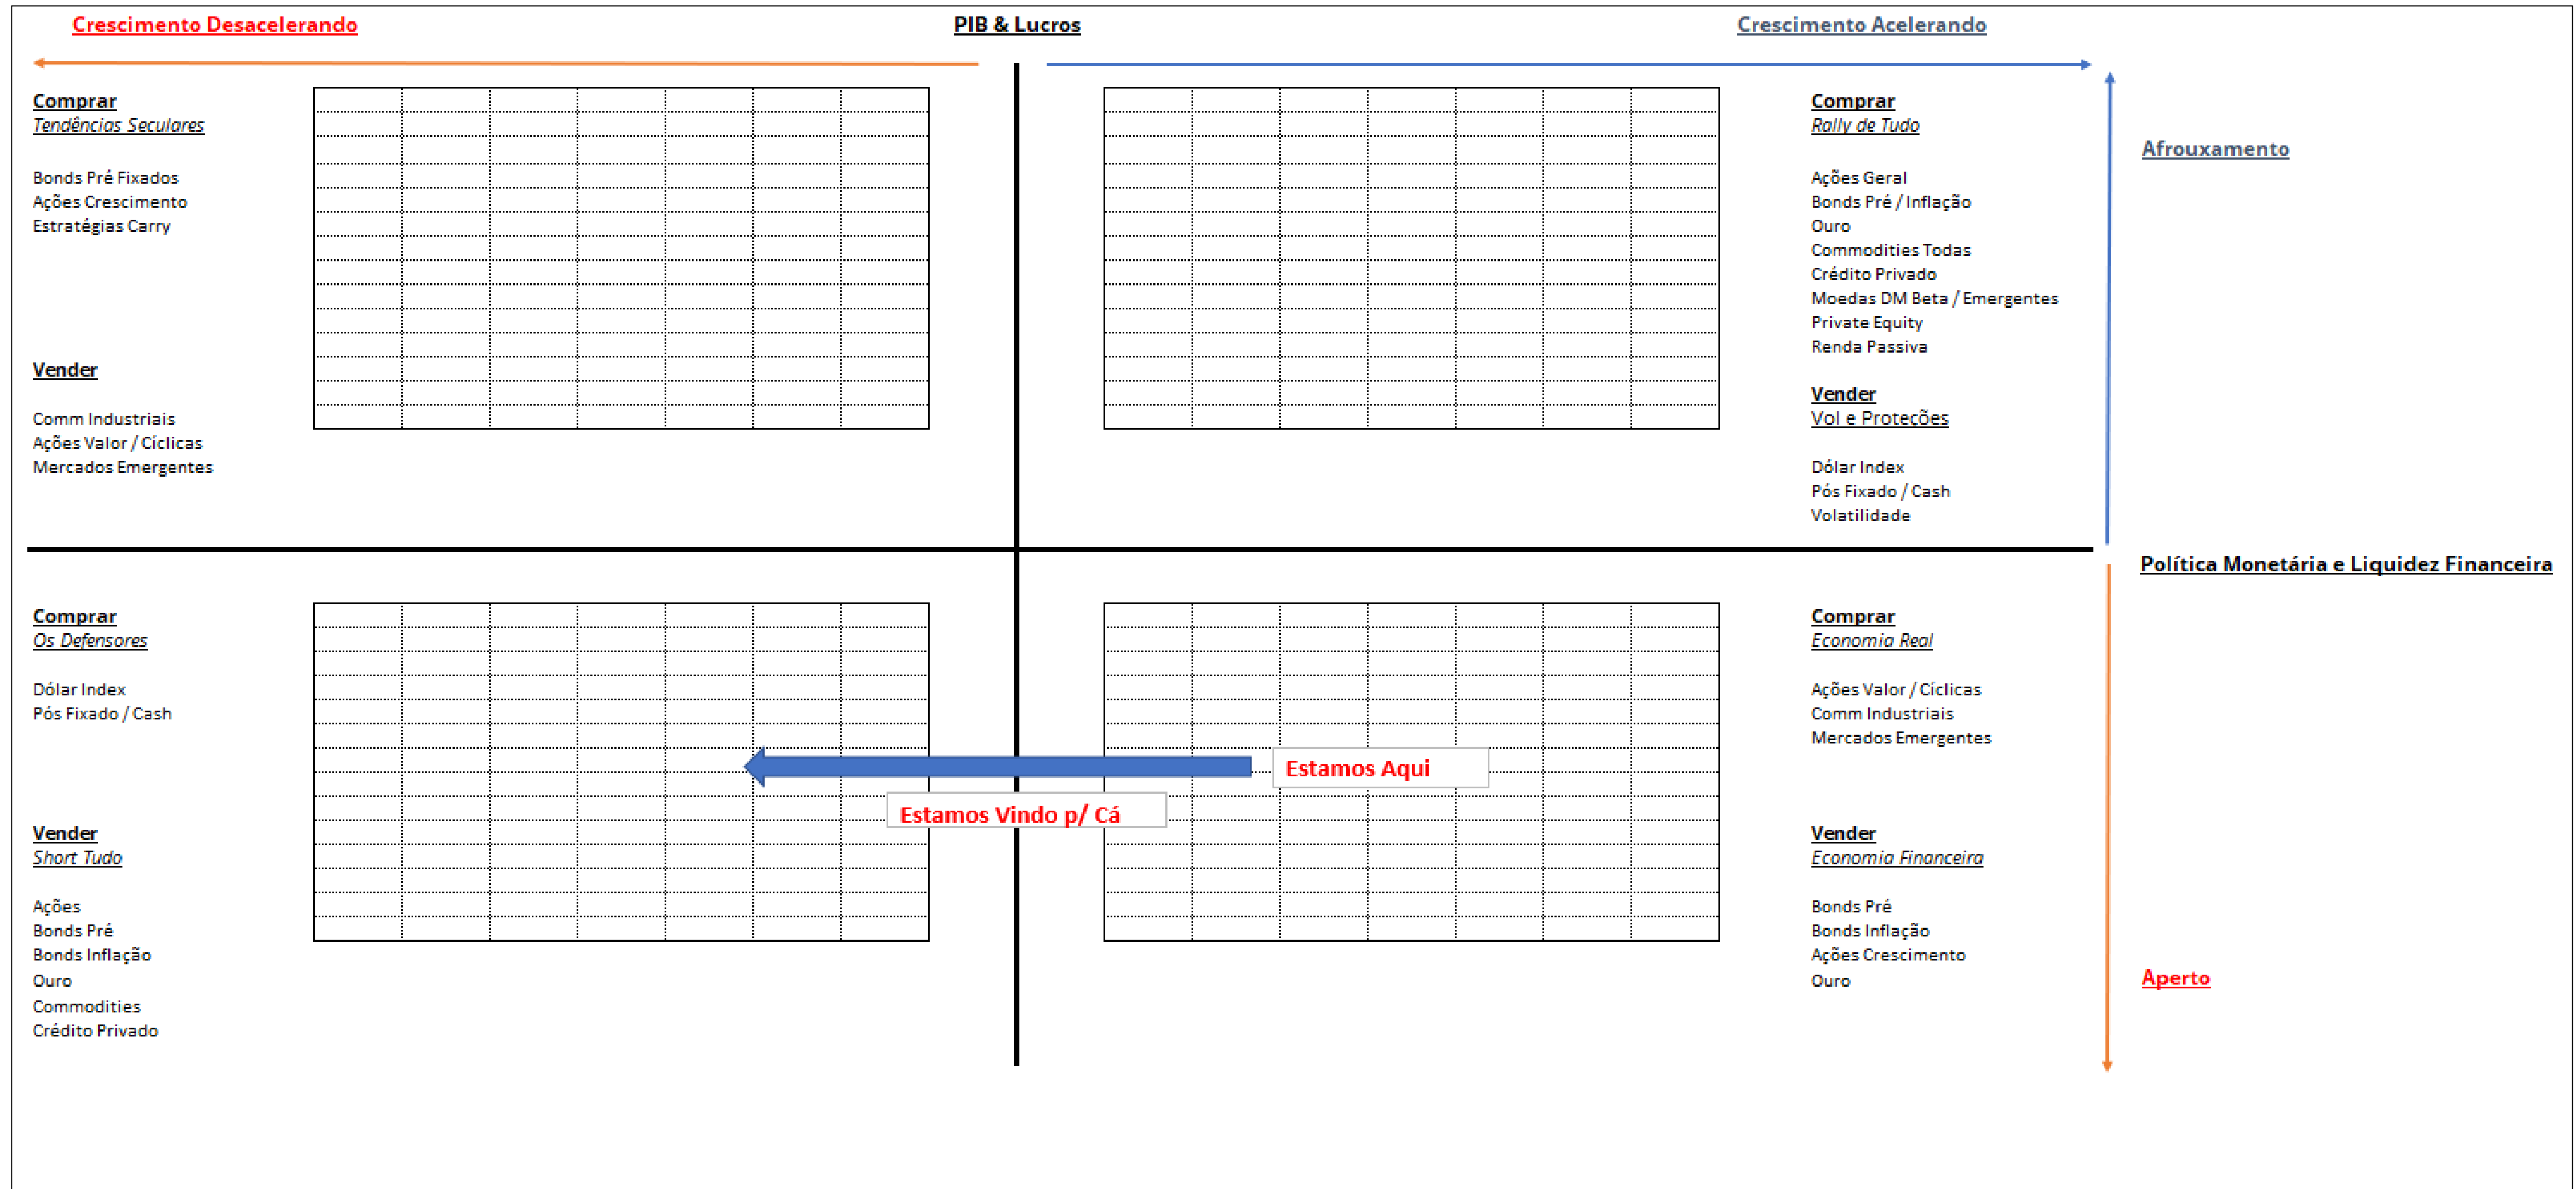 Crescimento Desacelerando
PIB & Lucros
Crescimento Acelerando
Comprar
Tendências Seculares
Bonds Pré Fixados
Ações Crescimento
Estratégias Carry
Vender
Comm Industriais
Ações Valor / Cíclicas
Mercados Emergentes
Comprar
Rally de Tudo
Ações Geral
Bonds Pré / Inflação
Ouro
Commodities Todas
Crédito Privado
Moedas DM Beta / Emergentes
Private Equity
Renda Passiva
Vender
Vol e Proteções
Dólar Index
Pós Fixado / Cash
Volatilidade
Afrouxamento
Política Monetária e Liquidez Financeira
Comprar
Os Defensores
Dólar Index
Pós Fixado / Cash
Vender
Short Tudo
Ações
Bonds Pré
Bonds Inflação
Ouro
Commodities
Crédito Privado
Estamos Aqui
Estamos Vindo p/ Cá
Comprar
Economia Real
Ações Valor / Cíclicas
Comm Industriais
Mercados Emergentes
Vender
Economia Financeira
Bonds Pré
Bonds Inflação
Ações Crescimento
Ouro
Aperto